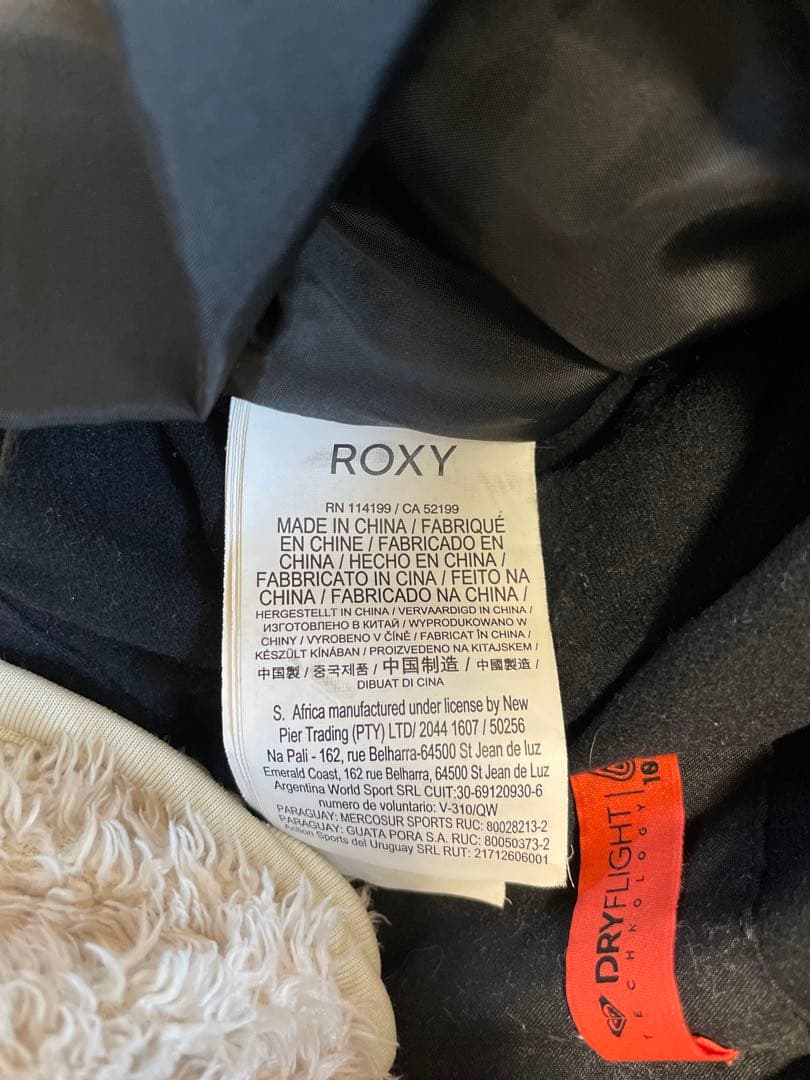 ROXY
RN 114199 / CA 52199
MADE IN CHINA / FABRIQUÉ
EN CHINE / FABRICADO EN
CHINA / HECHO EN CHINA /
FABBRICATO IN CINA / FEITO NA
CHINA / FABRICADO NA CHINA /
HERGESTELLT IN CHINA / VERVAARDIGD IN CHINA /
ИЗГОТОВЛЕНО В КИТАЙ / WYPRODUKOWANO W
CHINY / VYROBENO V ČÍNĚ / FABRICAT ÎN CHINA /
KÉSZÜLT KÍNÁBAN / PROIZVEDENO NA KITAJSKEM /
中国製 / 중국제품 / 中国制造 / 中國製造 /
DIBUAT DI CINA
S. Africa manufactured under license by New
Pier Trading (PTY) LTD/ 2044 1607 / 50256
Na Pali - 162, rue Belharra-64500 St Jean de luz
Emerald Coast, 162 rue Belharra, 64500 St Jean de Luz
Argentina World Sport SRL CUIT:30-69120930-6
numero de voluntario: V-310/QW
PARAGUAY: MERCOSUR SPORTS RUC: 80028213-2
PARAGUAY: GUATA PORA S.A. RUC: 80050373-2
Action Sports del Uruguay SRL RUT: 21712606001
DRYFLIGHT
TECHNOLOGY
10